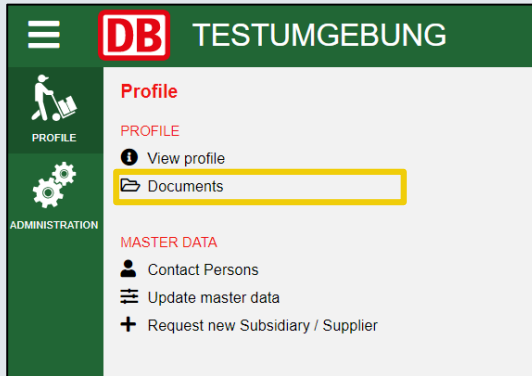 DB TESTUMGEBUNG
PROFILE
ADMINISTRATION
Profile
PROFILE
View profile
Documents
MASTER DATA
Contact Persons
Update master data
Request new Subsidiary / Supplier